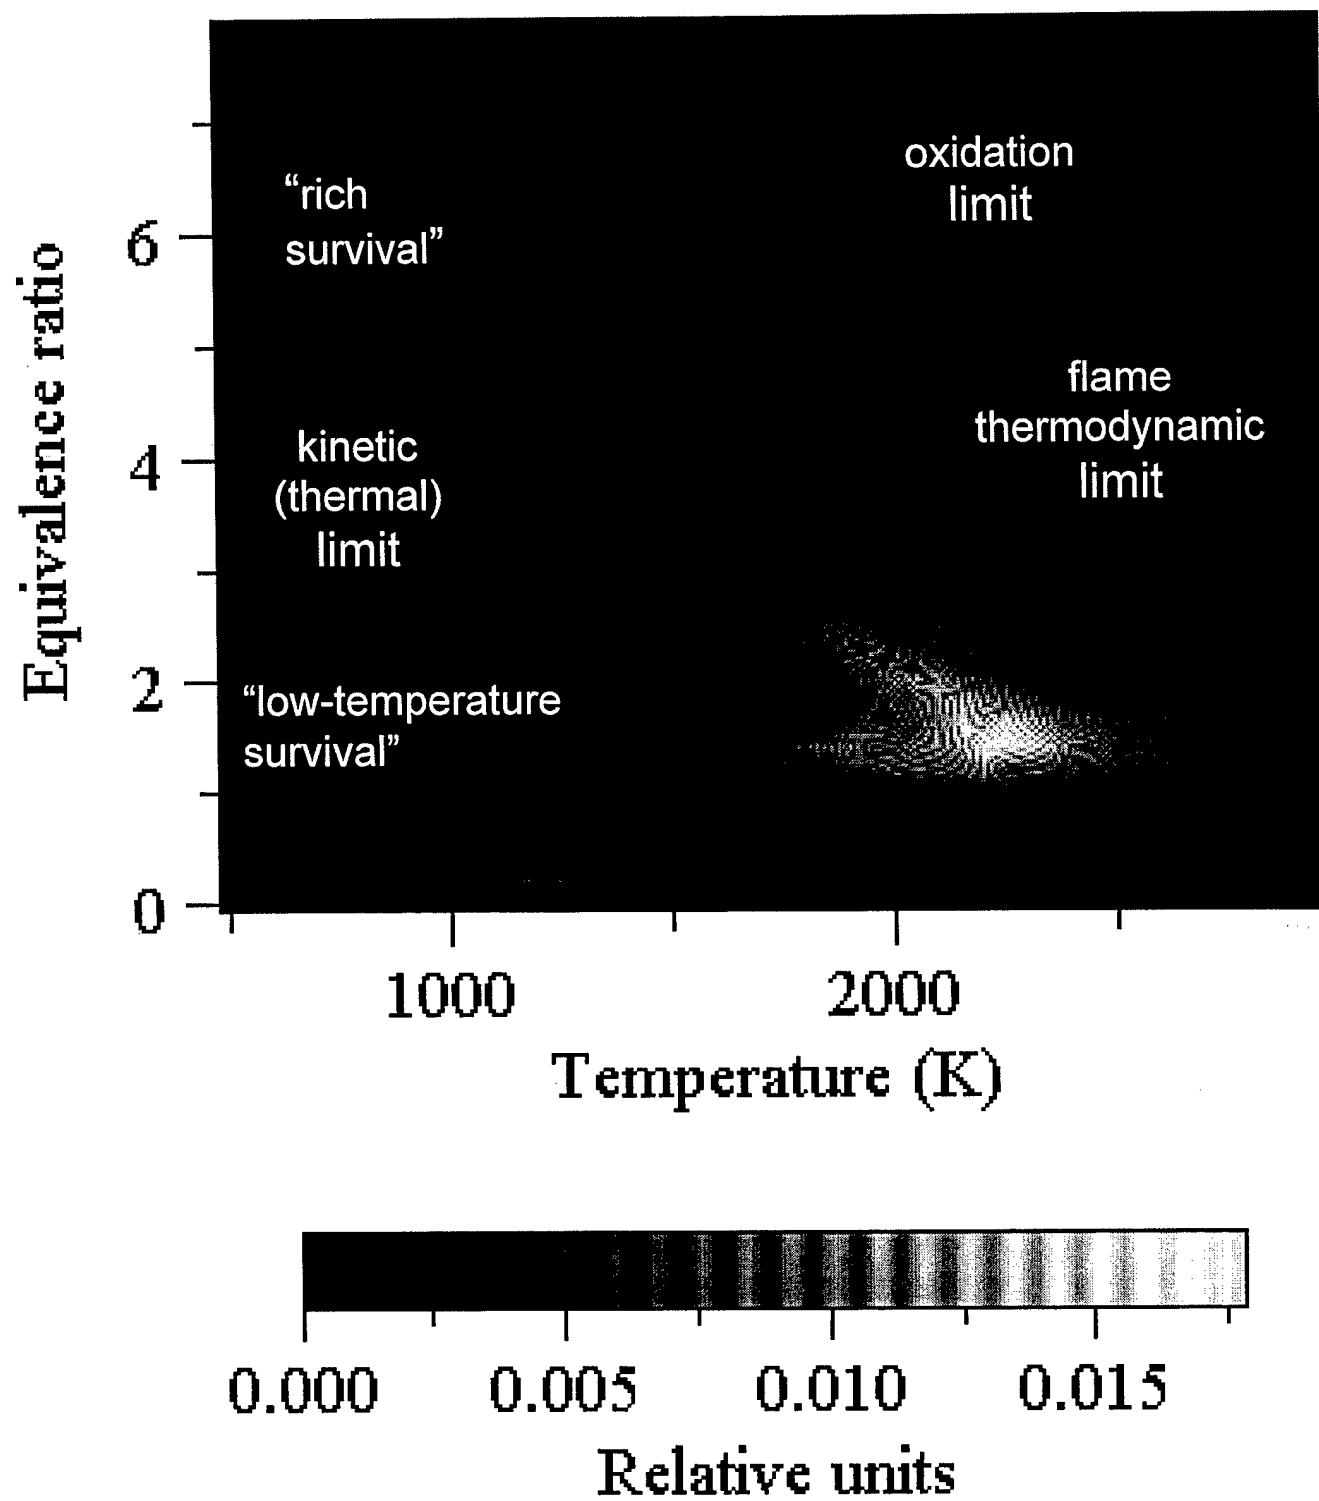 “rich
survival”
oxidation
limit
kinetic
(thermal)
limit
flame
thermodynamic
limit
“low-temperature
survival”
Equivalence ratio
6
4
2
0
1000
2000
Temperature (K)
0.000
0.005
0.010
0.015
Relative units